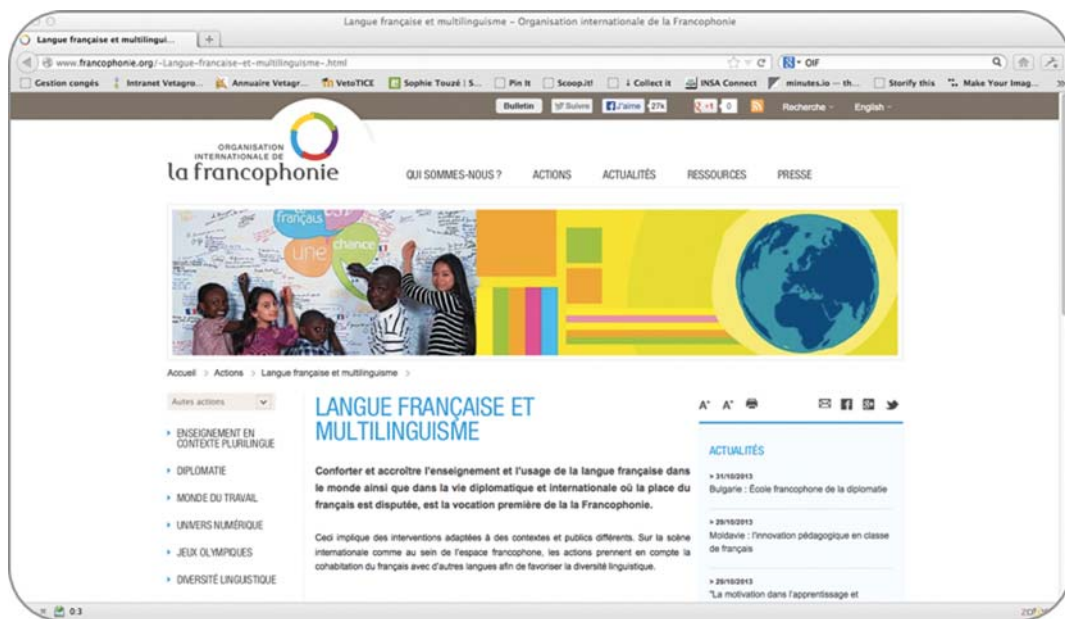 Langue française et multilinguisme – Organisation internationale de la Francophonie
Langue française et multilingui...
www.francophonie.org/-Langue-francaise-et-multilinguisme-.html
OIF
Gestion congés Intranet Vetagro... Annuaire Vetagr... VetoTICE Sophie Touzé | S... Pin It Scoop.it! ↓ Collect it INSA Connect minutes.io — th... Storify this Make Your Imag...
Bulletin Suivre J'aime 27k +1 0 Recherche English
ORGANISATION
INTERNATIONALE DE
la francophonie
QUI SOMMES-NOUS ? ACTIONS ACTUALITÉS RESSOURCES PRESSE
français
une chance
Accueil > Actions > Langue française et multilinguisme >
Autres actions
ENSEIGNEMENT EN
CONTEXTE PLURILINGUE
DIPLOMATIE
MONDE DU TRAVAIL
UNIVERS NUMÉRIQUE
JEUX OLYMPIQUES
DIVERSITÉ LINGUISTIQUE
LANGUE FRANÇAISE ET
MULTILINGUISME
Conforter et accroître l'enseignement et l'usage de la langue française dans
le monde ainsi que dans la vie diplomatique et internationale où la place du
français est disputée, est la vocation première de la la Francophonie.
Ceci implique des interventions adaptées à des contextes et publics différents. Sur la scène
internationale comme au sein de l'espace francophone, les actions prennent en compte la
cohabitation du français avec d'autres langues afin de favoriser la diversité linguistique.
ACTUALITÉS
> 31/10/2013
Bulgarie : École francophone de la diplomatie
> 29/10/2013
Moldavie : l'innovation pédagogique en classe
de français
> 29/10/2013
"La motivation dans l'apprentissage et
0:3